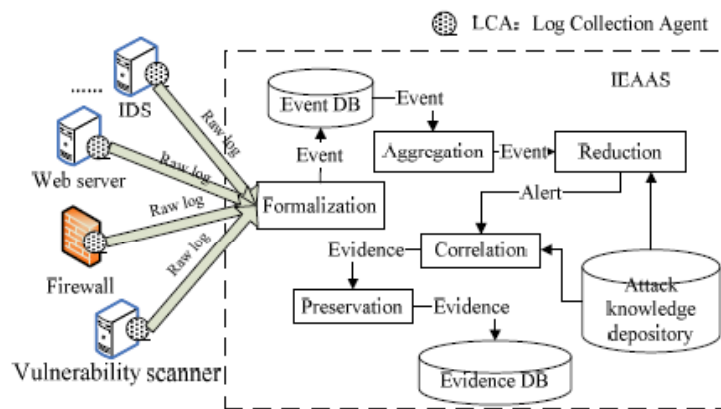 LCA: Log Collection Agent
IEAAS
......
IDS
Raw log
Web server
Raw log
Raw log
Firewall
Raw log
Vulnerability scanner
Event DB
Event
Event
Aggregation
Event
Reduction
Formalization
Alert
Evidence
Correlation
Preservation
Evidence
Attack
knowledge
depository
Evidence DB